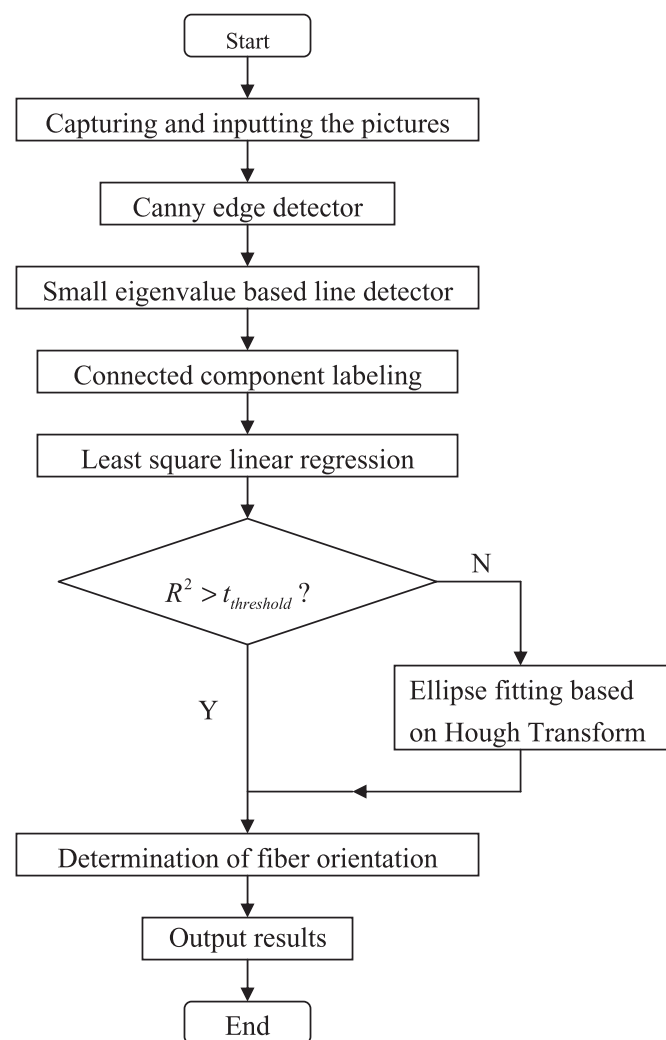 Start
Capturing and inputting the pictures
Canny edge detector
Small eigenvalue based line detector
Connected component labeling
Least square linear regression
R² > t_threshold ?
N
Y
Ellipse fitting based
on Hough Transform
Determination of fiber orientation
Output results
End